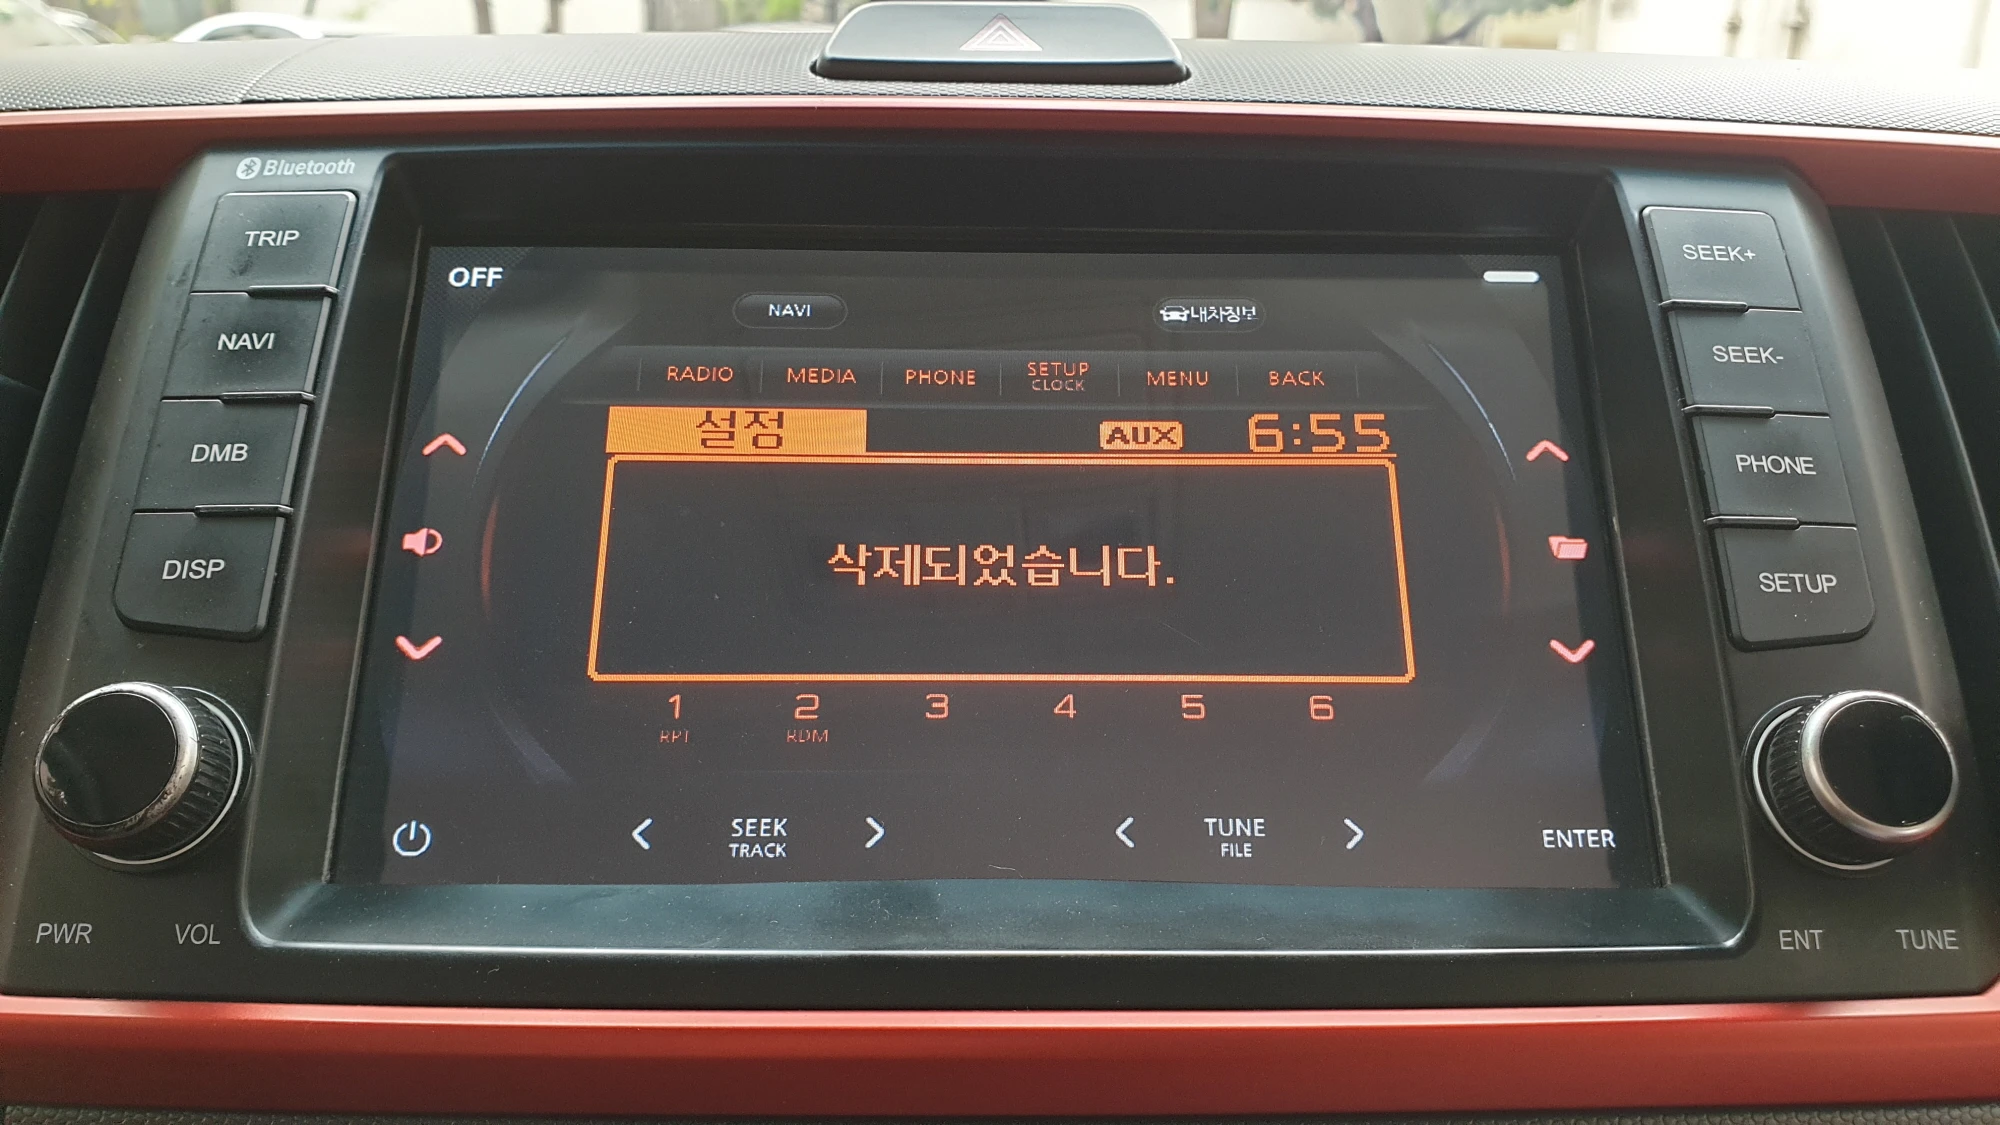 Bluetooth
TRIP
NAVI
DMB
DISP
PWR VOL
OFF
NAVI 내차정보
RADIO MEDIA PHONE SETUP CLOCK MENU BACK
설정 AUX 6:55
삭제되었습니다.
1 2 3 4 5 6
RPT RDM
SEEK TUNE ENTER
TRACK FILE
SEEK+
SEEK-
PHONE
SETUP
ENT TUNE